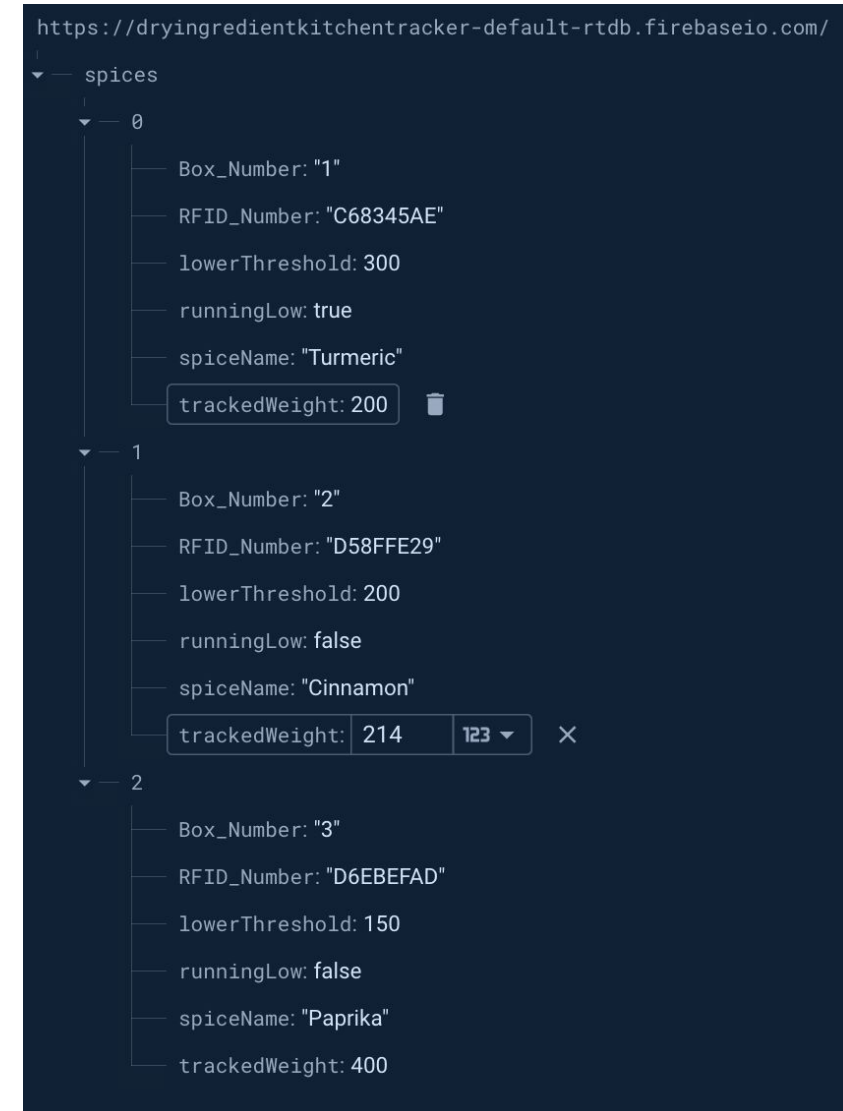 https://dryingredientkitchentracker-default-rtdb.firebaseio.com/
spices
0
Box_Number: "1"
RFID_Number: "C68345AE"
lowerThreshold: 300
runningLow: true
spiceName: "Turmeric"
trackedWeight: 200
1
Box_Number: "2"
RFID_Number: "D58FFE29"
lowerThreshold: 200
runningLow: false
spiceName: "Cinnamon"
trackedWeight: 214 123
2
Box_Number: "3"
RFID_Number: "D6EBEFAD"
lowerThreshold: 150
runningLow: false
spiceName: "Paprika"
trackedWeight: 400